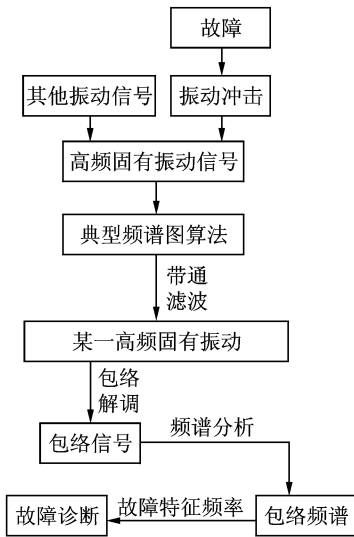 故障
其他振动信号
振动冲击
高频固有振动信号
典型频谱图算法
带通
滤波
某一高频固有振动
包络
解调
包络信号
频谱分析
故障诊断
故障特征频率
包络频谱